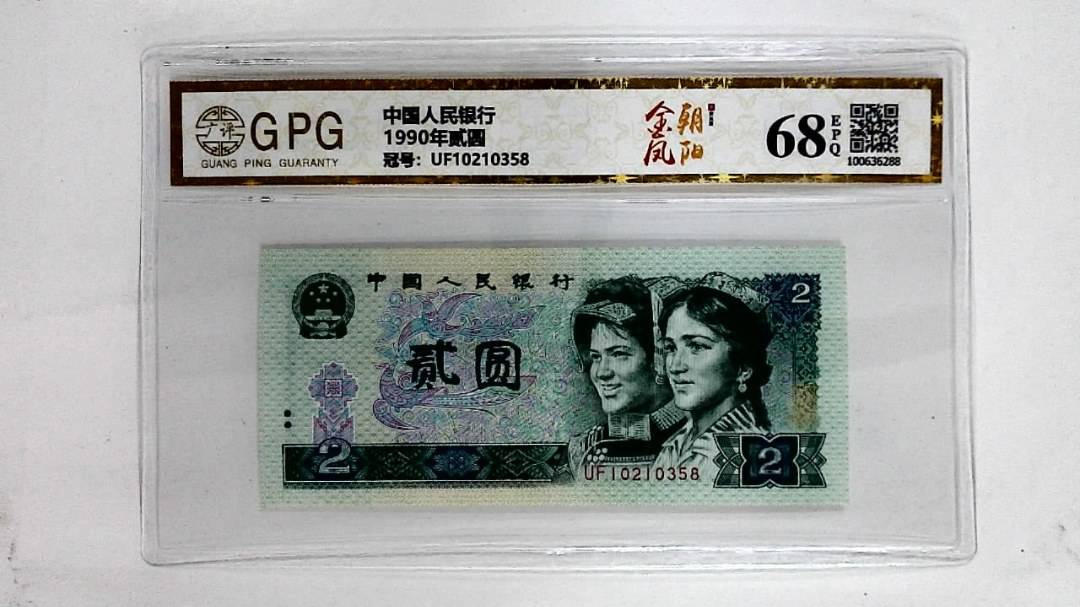 广评
GPG
GUANG PING GUARANTY
中国人民银行
1990年贰圆
冠号：UF10210358
金凤
朝阳
68
EPQ
100636288
中国人民银行
2
贰圆
2
UF10210358
2